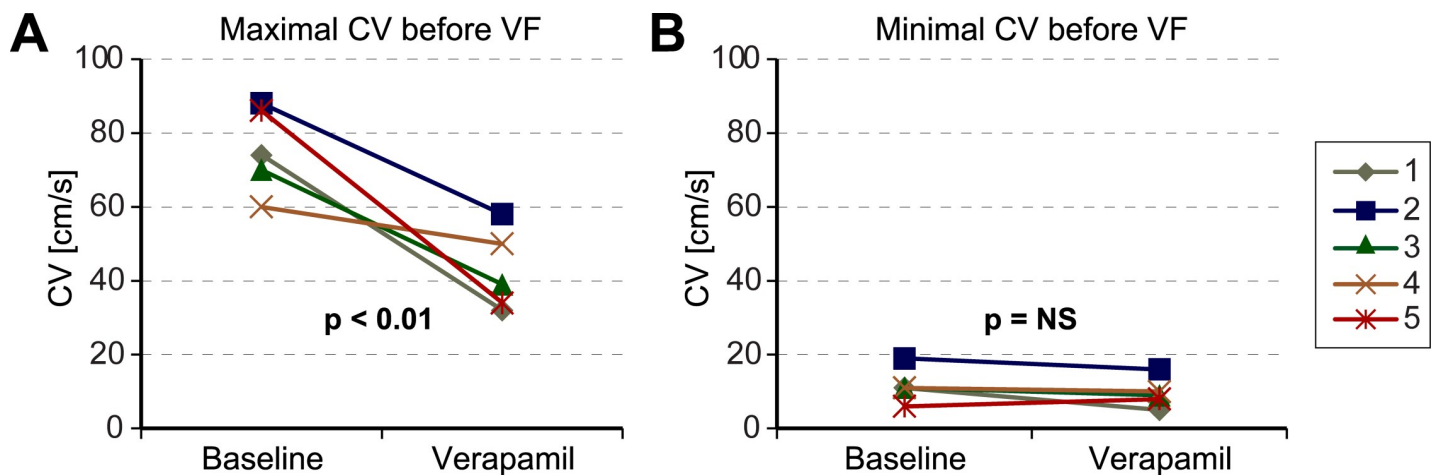 A
Maximal CV before VF
CV [cm/s]
100
80
60
40
20
0
p < 0.01
Baseline
Verapamil
B
Minimal CV before VF
CV [cm/s]
100
80
60
40
20
0
p = NS
Baseline
Verapamil
1
2
3
4
5